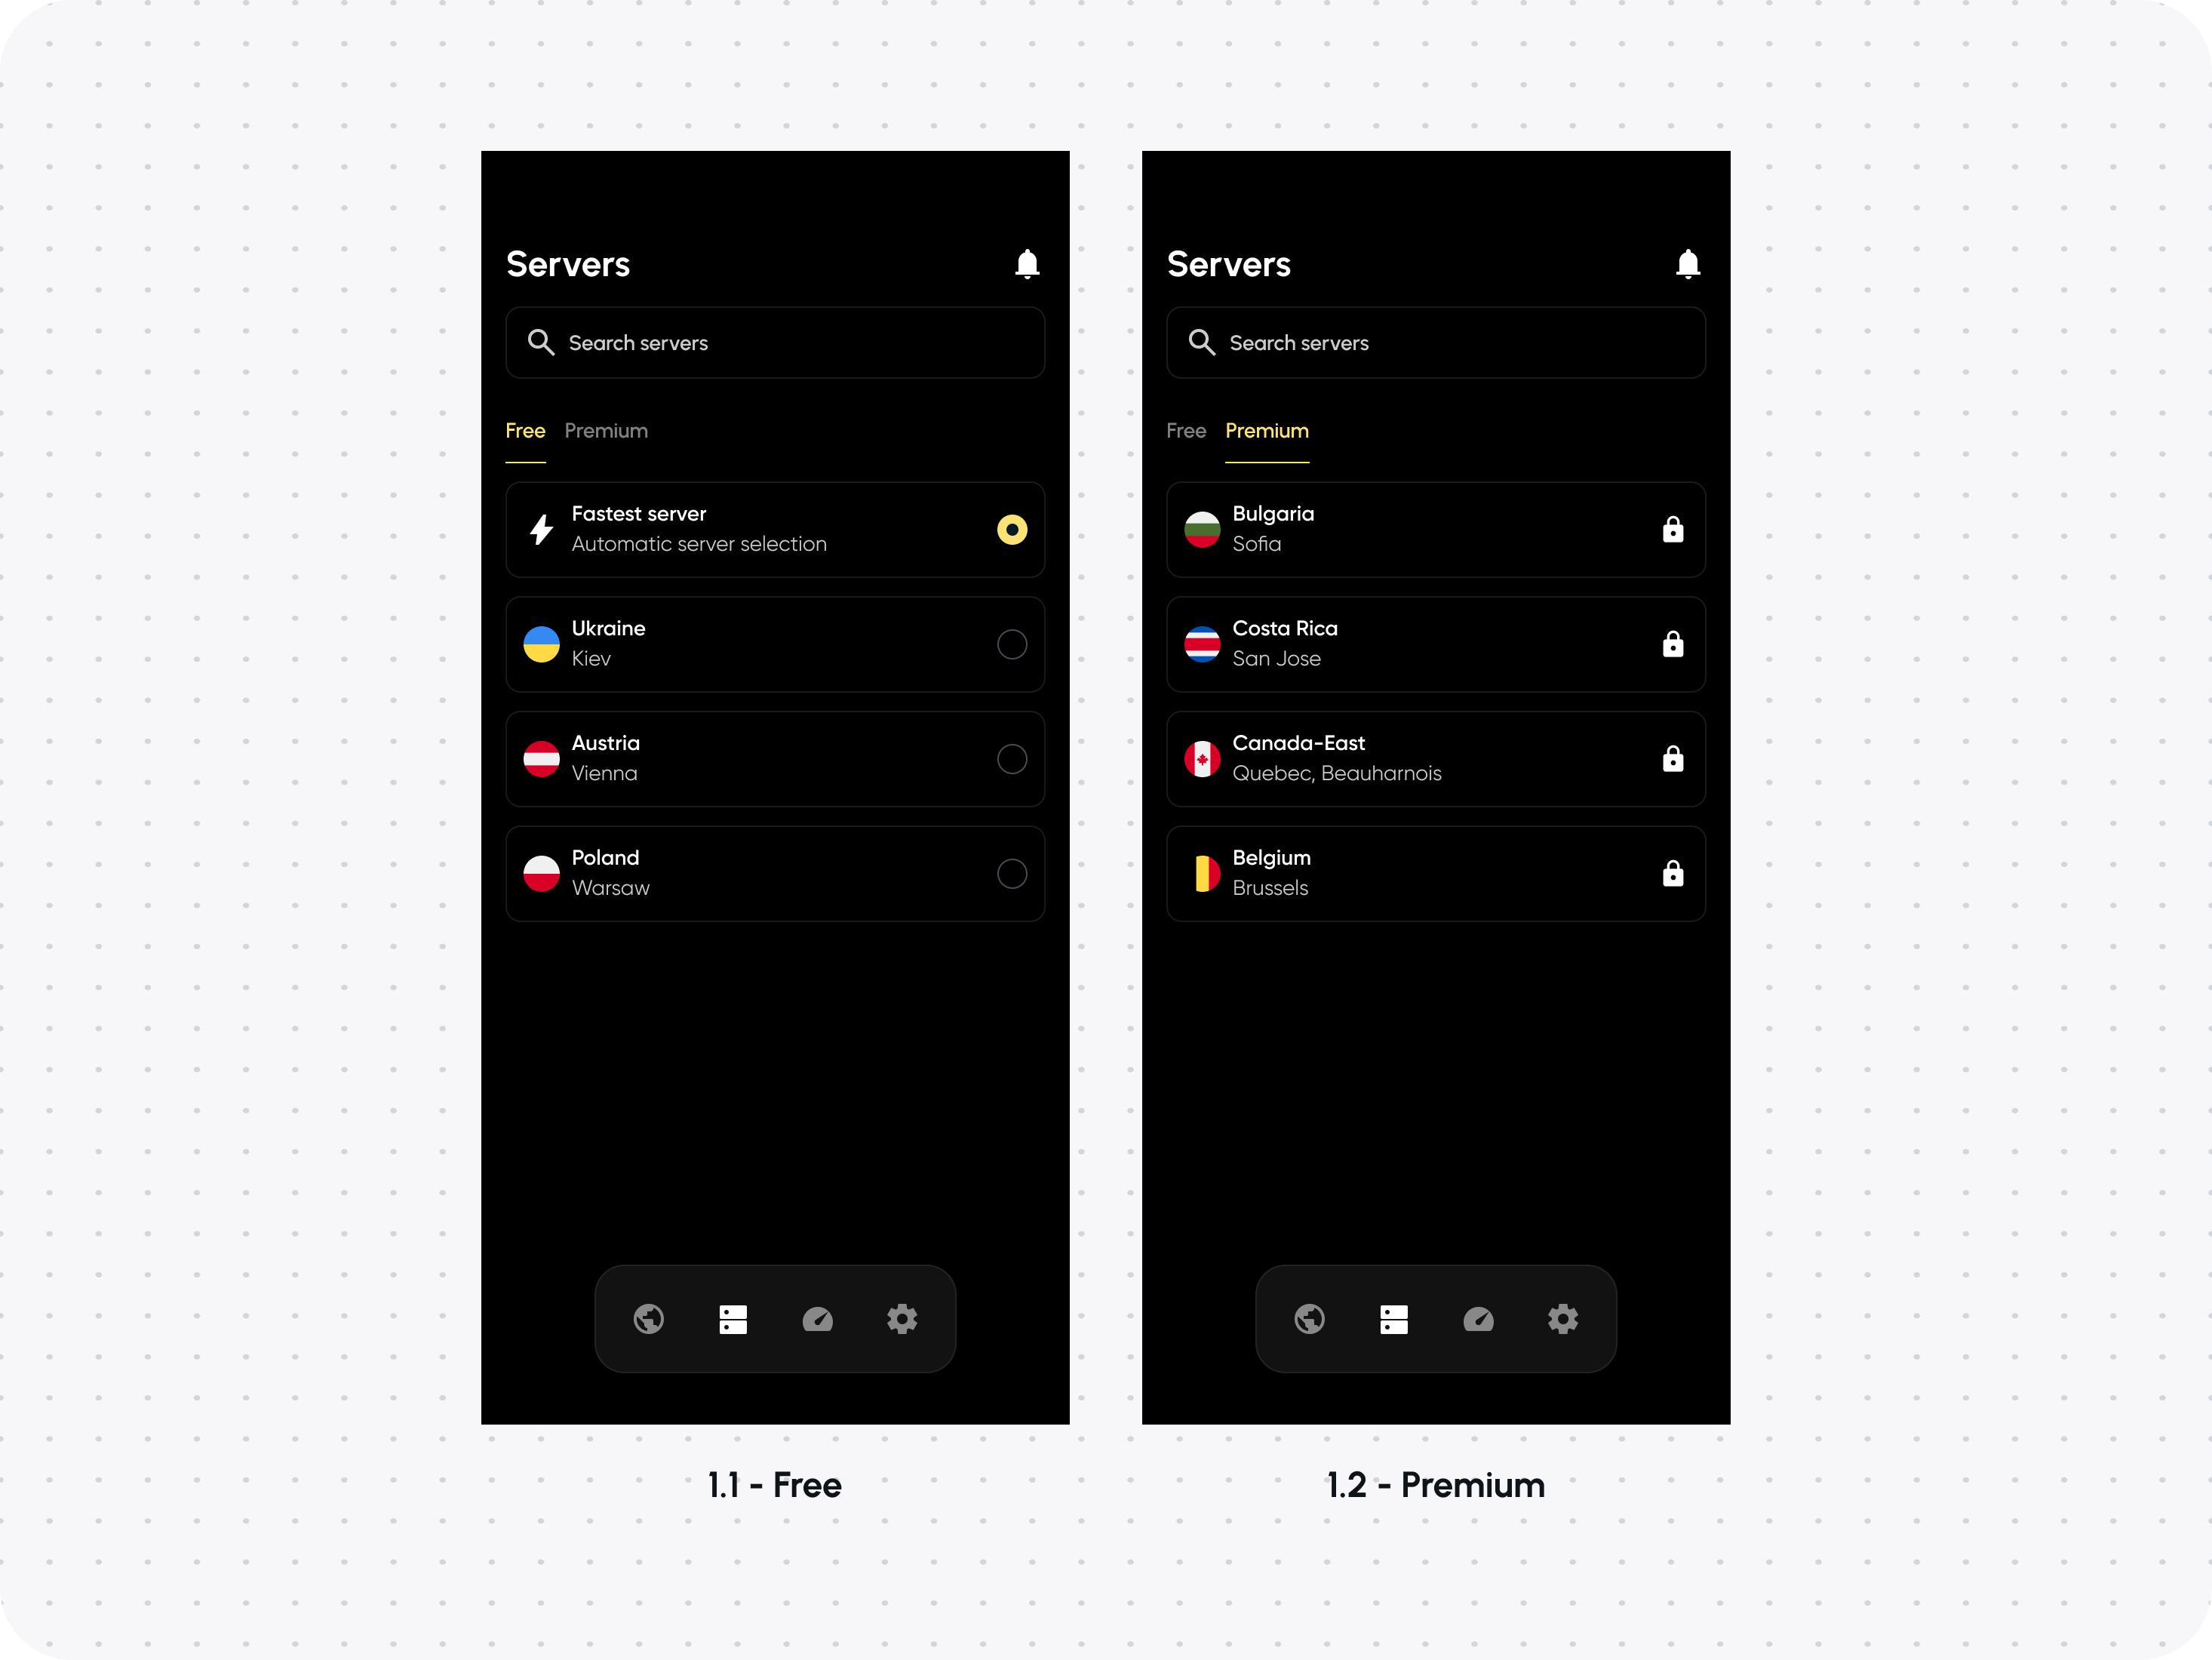 Servers
Search servers
Free Premium
Fastest server
Automatic server selection
Ukraine
Kiev
Austria
Vienna
Poland
Warsaw
1.1 - Free
Servers
Search servers
Free Premium
Bulgaria
Sofia
Costa Rica
San Jose
Canada-East
Quebec, Beauharnois
Belgium
Brussels
1.2 - Premium